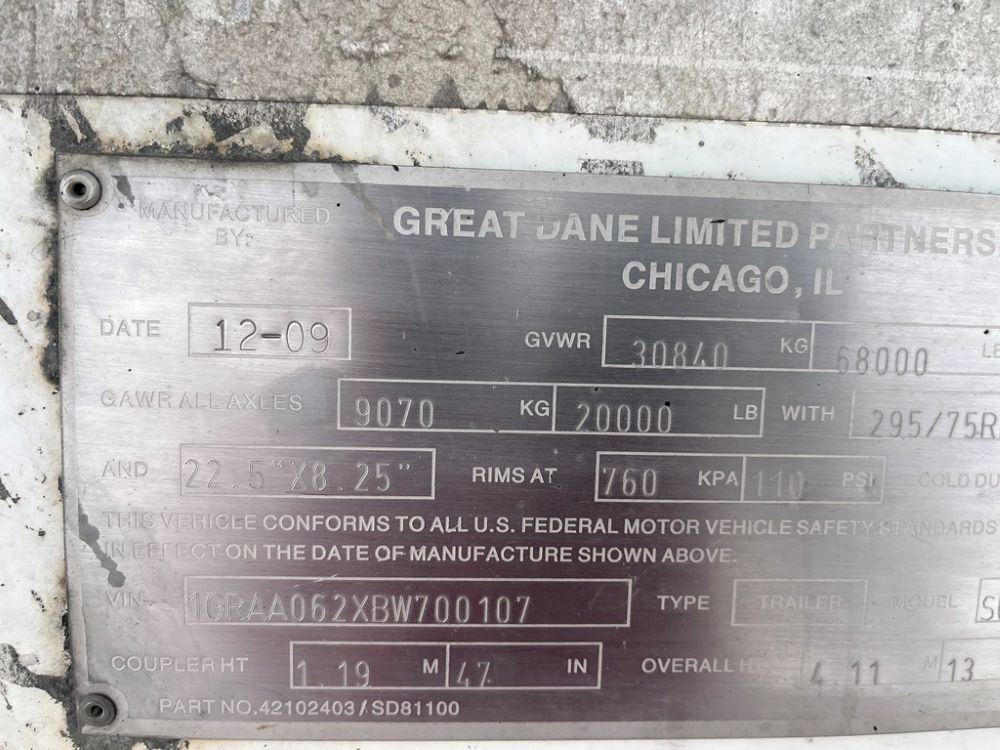 MANUFACTURED BY: GREAT DANE LIMITED PARTNERS
CHICAGO, IL
DATE 12-09 GVWR 30840 KG 68000 LB
GAWR ALL AXLES 9070 KG 20000 LB WITH 295/75R
AND 22.5"X8.25" RIMS AT 760 KPA 110 PSI COLD DU
THIS VEHICLE CONFORMS TO ALL U.S. FEDERAL MOTOR VEHICLE SAFETY STANDARDS
IN EFFECT ON THE DATE OF MANUFACTURE SHOWN ABOVE.
VIN 1GRAA062XBW700107 TYPE TRAILER MODEL S
COUPLER HT 1.19 M 47 IN OVERALL H 4.11 M 13
PART NO. 42102403/SD81100